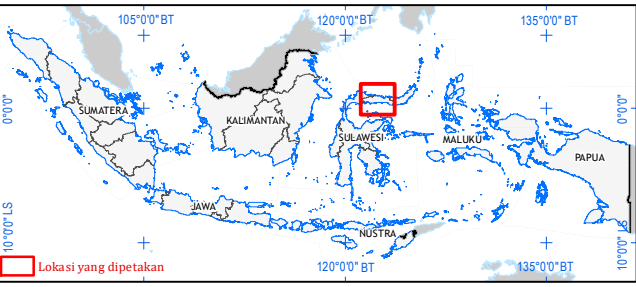 105°0'0"BT
120°0'0"BT
135°0'0"BT
0°0'0"
0°0'0"
SUMATERA
KALIMANTAN
SULAWESI
MALUKU
PAPUA
JAWA
NUSTRA
10°0'0"LS
10°0'0"LS
Lokasi yang dipetakan
120°0'0"BT
135°0'0"BT